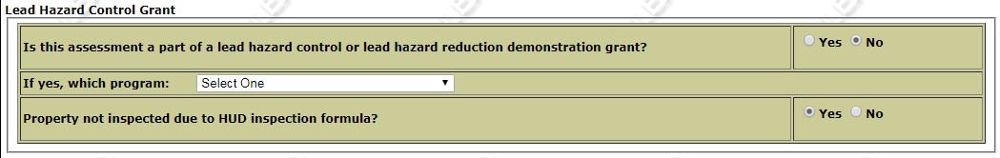 Lead Hazard Control Grant
Is this assessment a part of a lead hazard control or lead hazard reduction demonstration grant? Yes No
If yes, which program: Select One
Property not inspected due to HUD inspection formula? Yes No